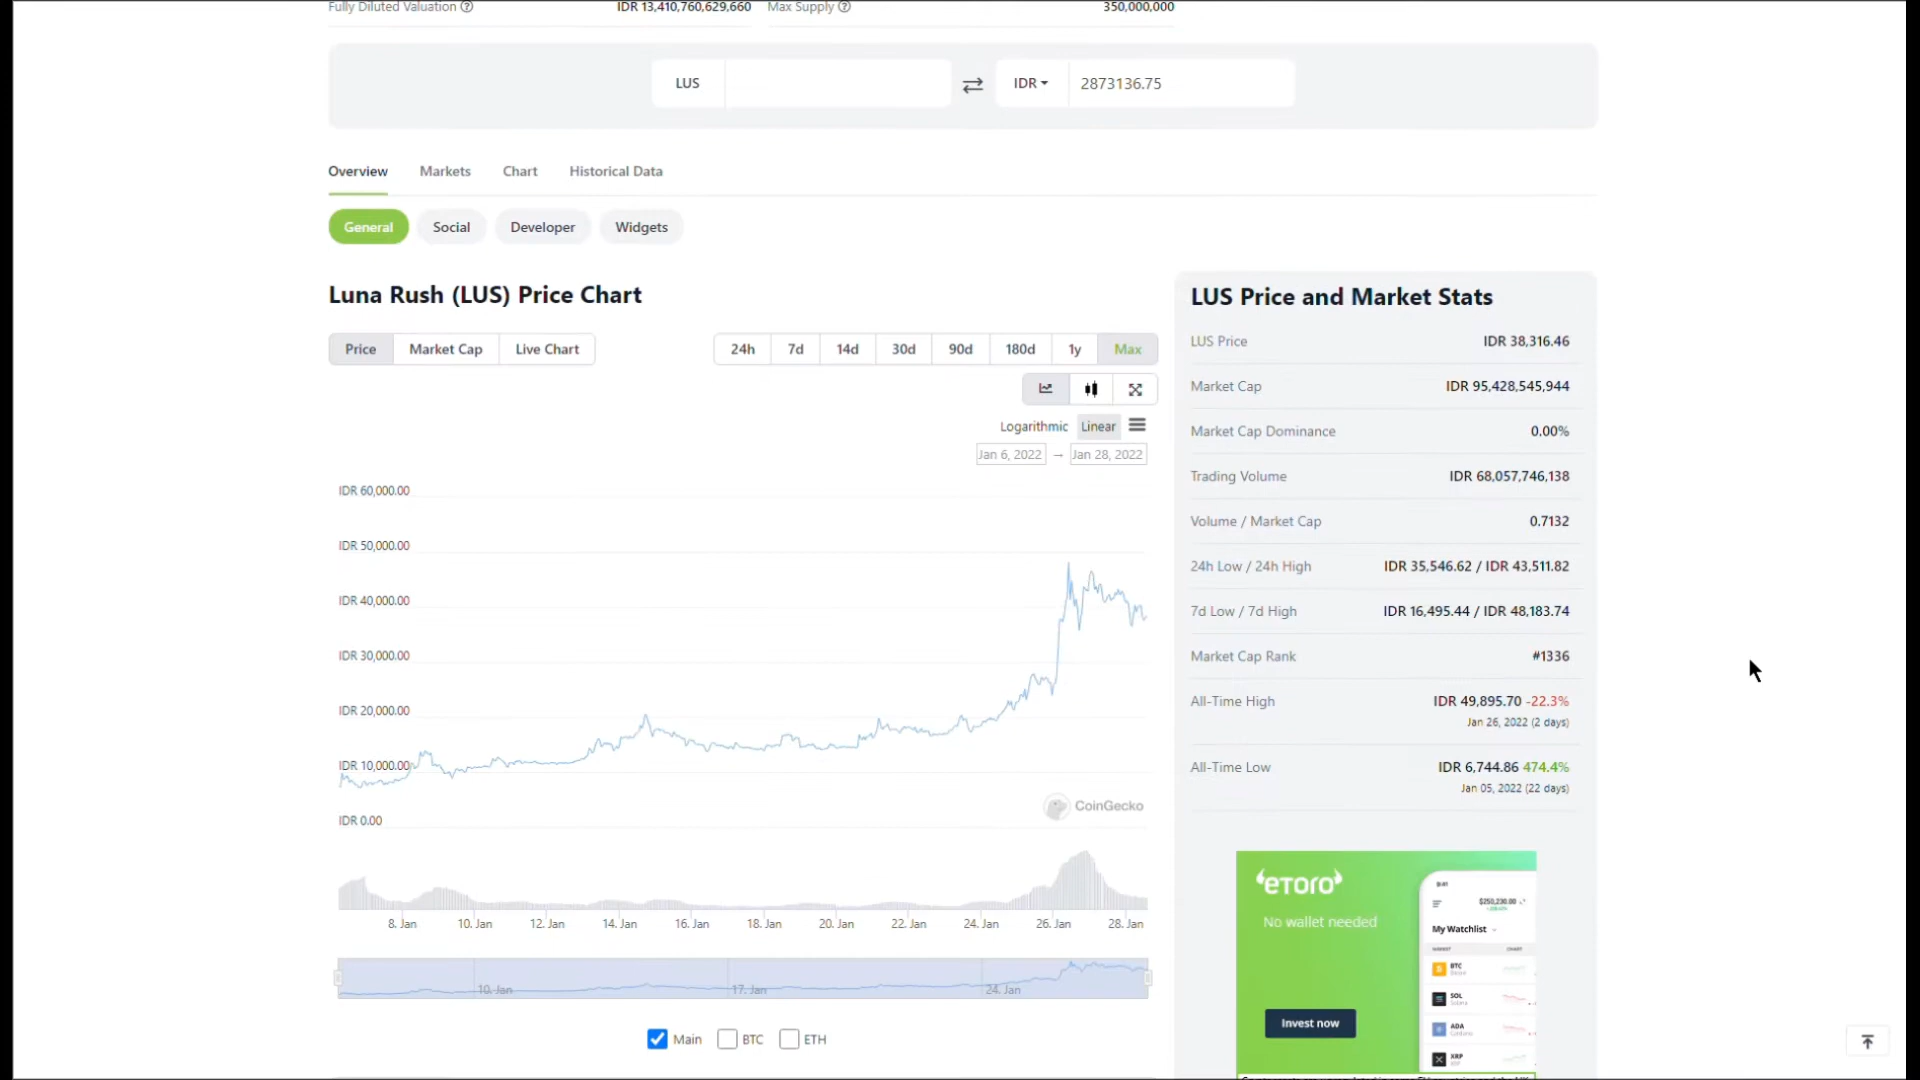 Fully Diluted Valuation IDR 13,410,760,629,660 Max Supply 350,000,000
LUS IDR 2873136.75
Overview Markets Chart Historical Data
General Social Developer Widgets
Luna Rush (LUS) Price Chart
Price Market Cap Live Chart 24h 7d 14d 30d 90d 180d 1y Max
Logarithmic Linear
Jan 6, 2022 → Jan 28, 2022
IDR 60,000.00
IDR 50,000.00
IDR 40,000.00
IDR 30,000.00
IDR 20,000.00
IDR 10,000.00
IDR 0.00
CoinGecko
8. Jan 10. Jan 12. Jan 14. Jan 16. Jan 18. Jan 20. Jan 22. Jan 24. Jan 26. Jan 28. Jan
10. Jan 17. Jan 24. Jan
Main BTC ETH
LUS Price and Market Stats
LUS Price IDR 38,316.46
Market Cap IDR 95,428,545,944
Market Cap Dominance 0.00%
Trading Volume IDR 68,057,746,138
Volume / Market Cap 0.7132
24h Low / 24h High IDR 35,546.62 / IDR 43,511.82
7d Low / 7d High IDR 16,495.44 / IDR 48,183.74
Market Cap Rank #1336
All-Time High IDR 49,895.70 -22.3%
Jan 26, 2022 (2 days)
All-Time Low IDR 6,744.86 474.4%
Jan 05, 2022 (22 days)
eToro
No wallet needed
Invest now
9:41
$250,230.00
My Watchlist
MARKET CHART
BTC
SOL
ADA
XRP